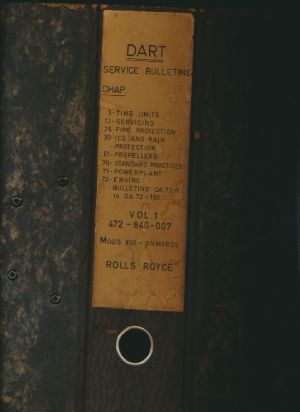 DART
SERVICE BULLETINS
CHAP.
5-TIME LIMITS
12-SERVICING
26-FIRE PROTECTION
30-ICE AND RAIN
PROTECTION
61-PROPELLERS
70-STANDARD PRACTICES
71-POWERPLANT
72-ENGINE
BULLETINS' DA 72-1
to DA 72-160
VOL 1
472-840-007
MODS 800-ONWARDS
ROLLS ROYCE